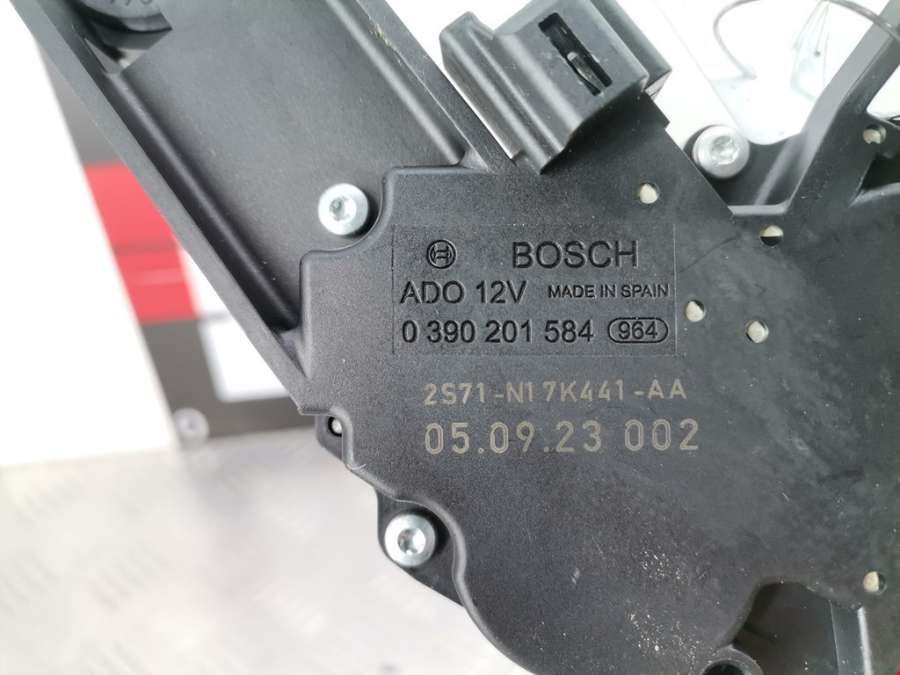 BOSCH
ADO 12V MADE IN SPAIN
0 390 201 584 964
2S71-N17K441-AA
05.09.23 002